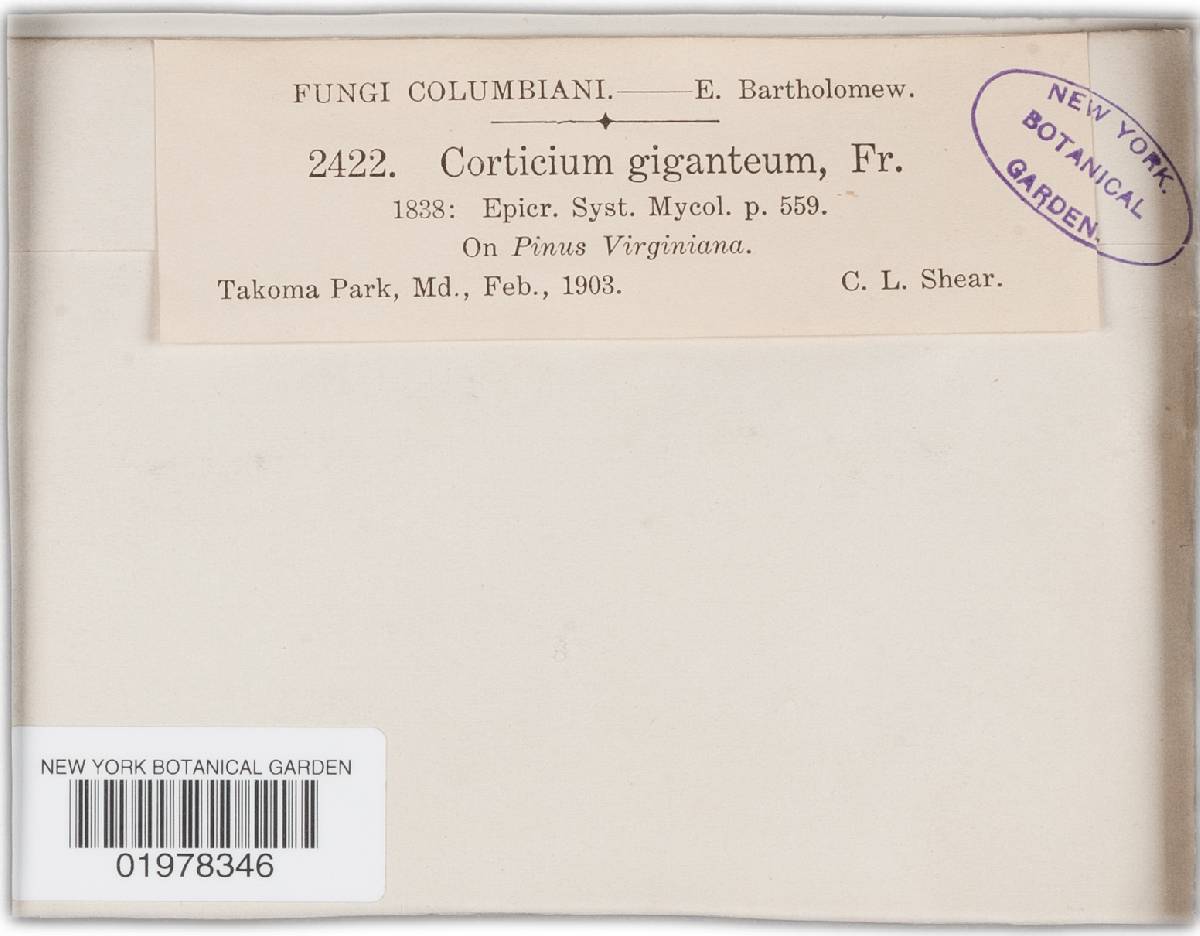 FUNGI COLUMBIANI.——E. Bartholomew.
2422. Corticium giganteum, Fr.
1838: Epicr. Syst. Mycol. p. 559.
On Pinus Virginiana.
Takoma Park, Md., Feb., 1903. C. L. Shear.
NEW YORK.
BOTANICAL
GARDEN.
NEW YORK BOTANICAL GARDEN
01978346